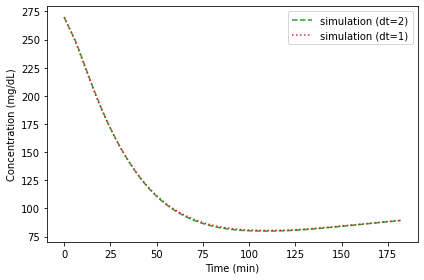 275
250
225
200
175
150
125
100
75
Concentration (mg/dL)
simulation (dt=2)
simulation (dt=1)
0 25 50 75 100 125 150 175
Time (min)